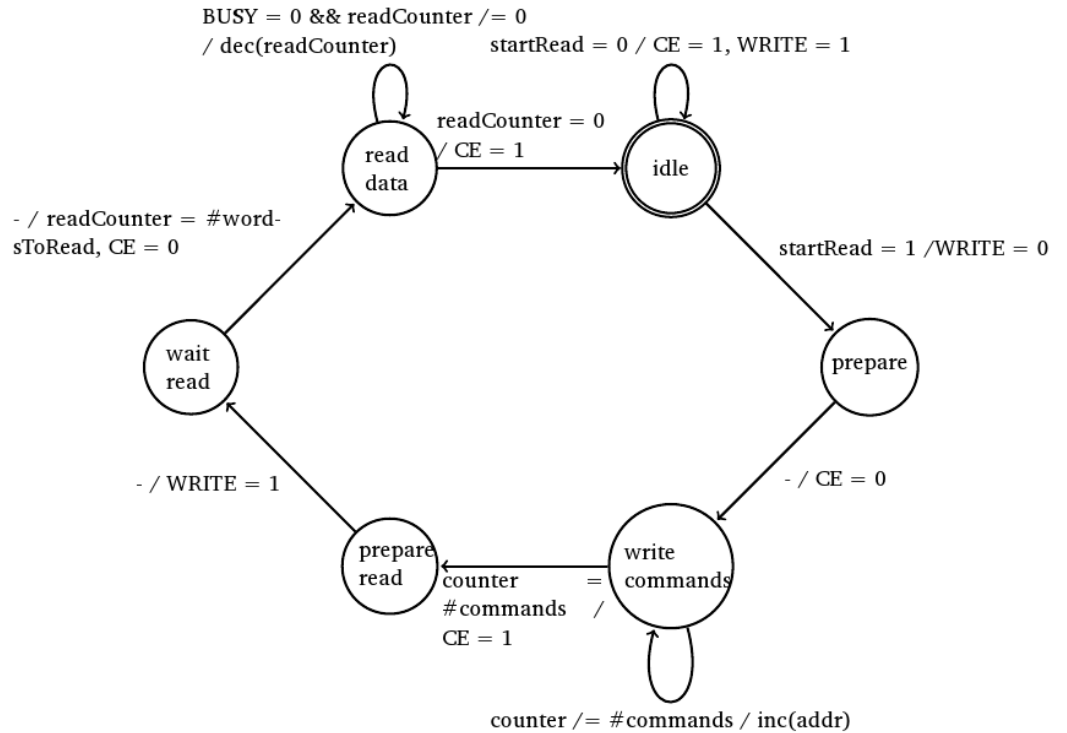 BUSY = 0 && readCounter /= 0
/ dec(readCounter)
startRead = 0 / CE = 1, WRITE = 1
readCounter = 0
/ CE = 1
read
data
idle
- / readCounter = #word-
sToRead, CE = 0
startRead = 1 /WRITE = 0
wait
read
prepare
- / WRITE = 1
- / CE = 0
prepare
read
counter =
#commands /
CE = 1
write
commands
counter /= #commands / inc(addr)